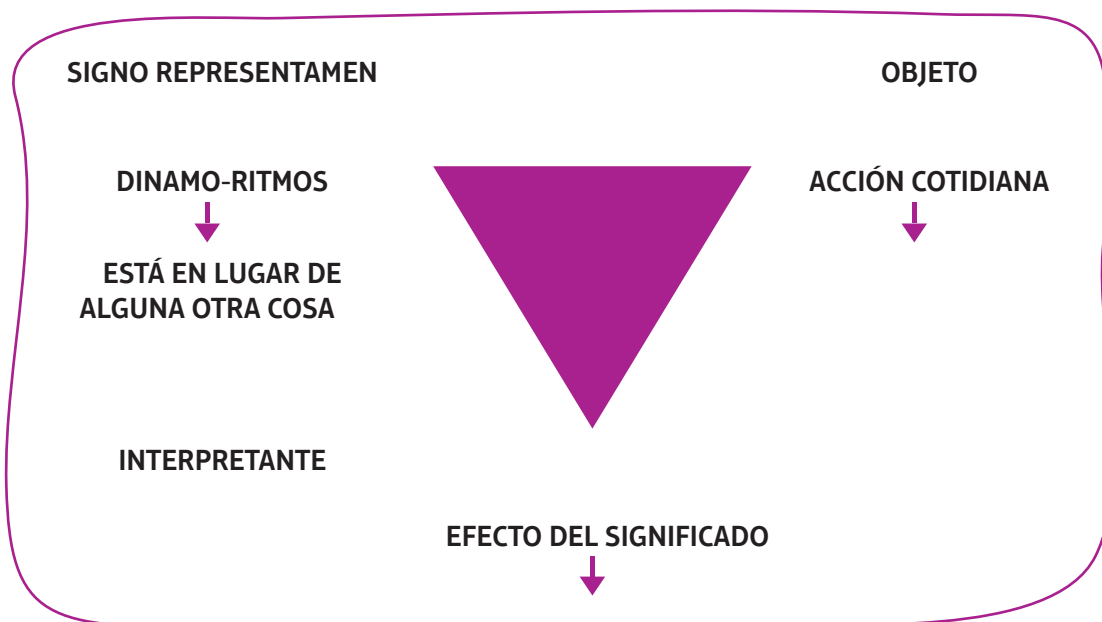 SIGNO REPRESENTAMEN
OBJETO
DINAMO-RITMOS
ACCIÓN COTIDIANA
ESTÁ EN LUGAR DE
ALGUNA OTRA COSA
INTERPRETANTE
EFECTO DEL SIGNIFICADO